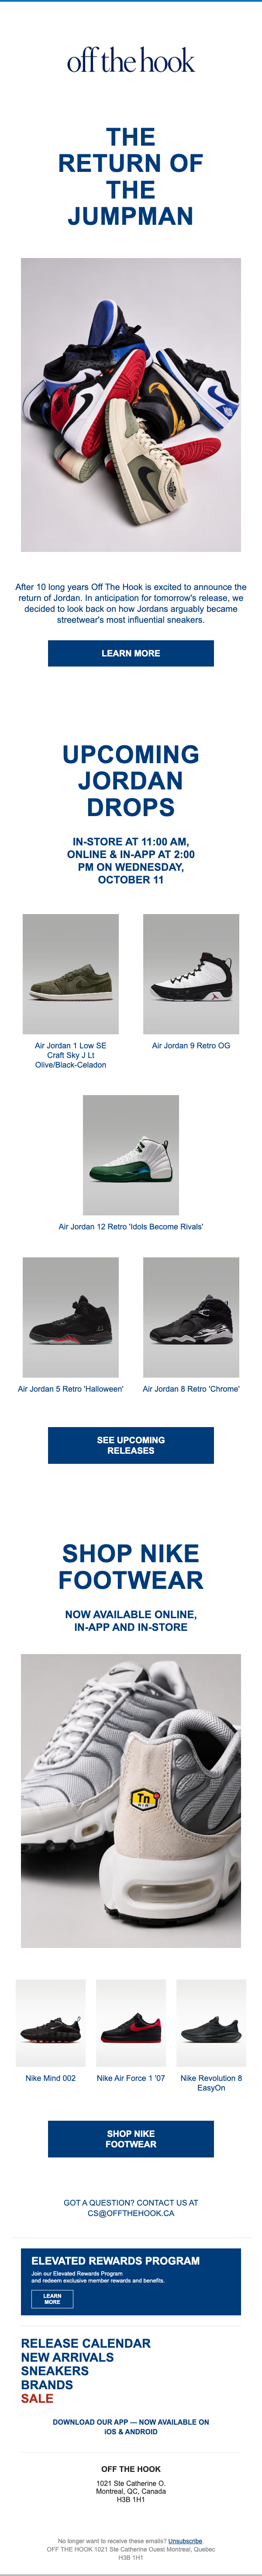 off the hook
THE
RETURN OF
THE
JUMPMAN
After 10 long years Off The Hook is excited to announce the
return of Jordan. In anticipation for tomorrow's release, we
decided to look back on how Jordans arguably became
streetwear's most influential sneakers.
LEARN MORE
UPCOMING
JORDAN
DROPS
IN-STORE AT 11:00 AM,
ONLINE & IN-APP AT 2:00
PM ON WEDNESDAY,
OCTOBER 11
Air Jordan 1 Low SE
Craft Sky J Lt
Olive/Black-Celadon
Air Jordan 9 Retro OG
Air Jordan 12 Retro 'Idols Become Rivals'
Air Jordan 5 Retro 'Halloween'
Air Jordan 8 Retro 'Chrome'
SEE UPCOMING
RELEASES
SHOP NIKE
FOOTWEAR
NOW AVAILABLE ONLINE,
IN-APP AND IN-STORE
Tn
Nike Mind 002
Nike Air Force 1 '07
Nike Revolution 8
EasyOn
SHOP NIKE
FOOTWEAR
GOT A QUESTION? CONTACT US AT
CS@OFFTHEHOOK.CA
ELEVATED REWARDS PROGRAM
Join our Elevated Rewards Program
and redeem exclusive member rewards and benefits.
LEARN
MORE
RELEASE CALENDAR
NEW ARRIVALS
SNEAKERS
BRANDS
SALE
DOWNLOAD OUR APP — NOW AVAILABLE ON
iOS & ANDROID
OFF THE HOOK
1021 Ste Catherine O.
Montreal, QC, Canada
H3B 1H1
No longer want to receive these emails? Unsubscribe.
OFF THE HOOK 1021 Ste Catherine Ouest Montreal, Quebec
H3B 1H1